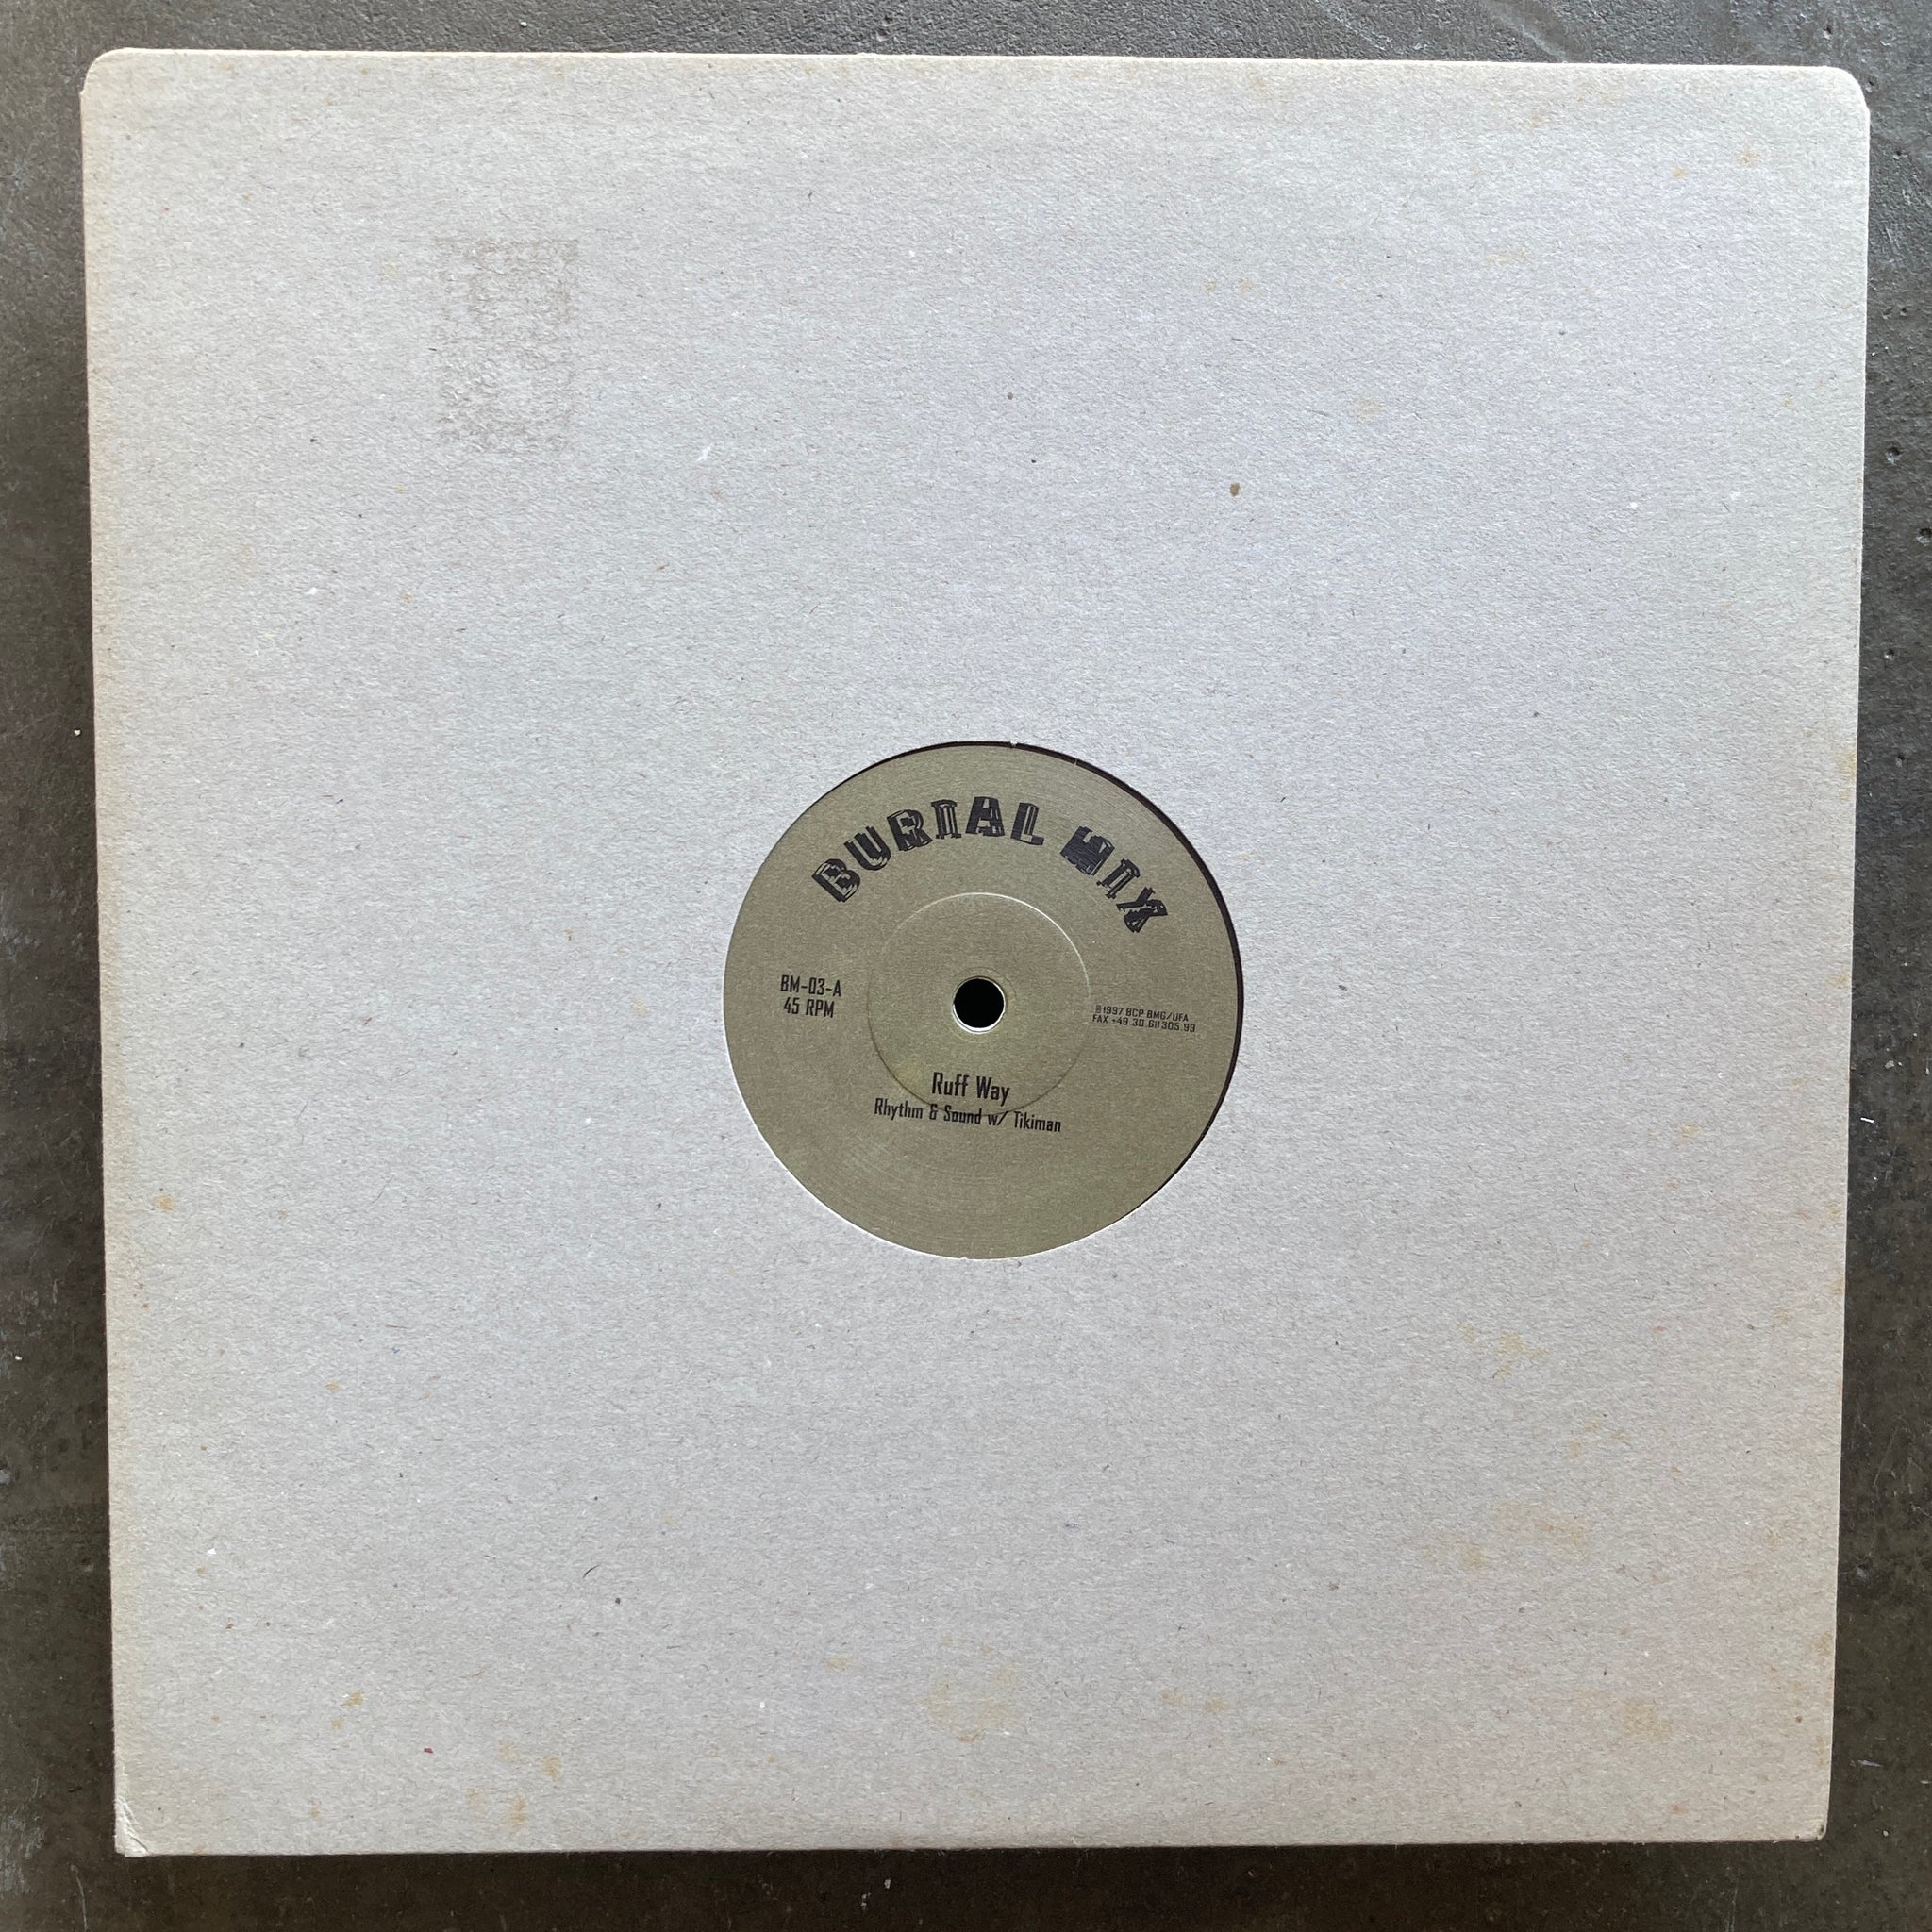 BURIAL MIX
BM-03-A
45 RPM
℗1997 BCP BMG/UFA
FAX +49.30.611 305 99
Ruff Way
Rhythm & Sound w/ Tikiman